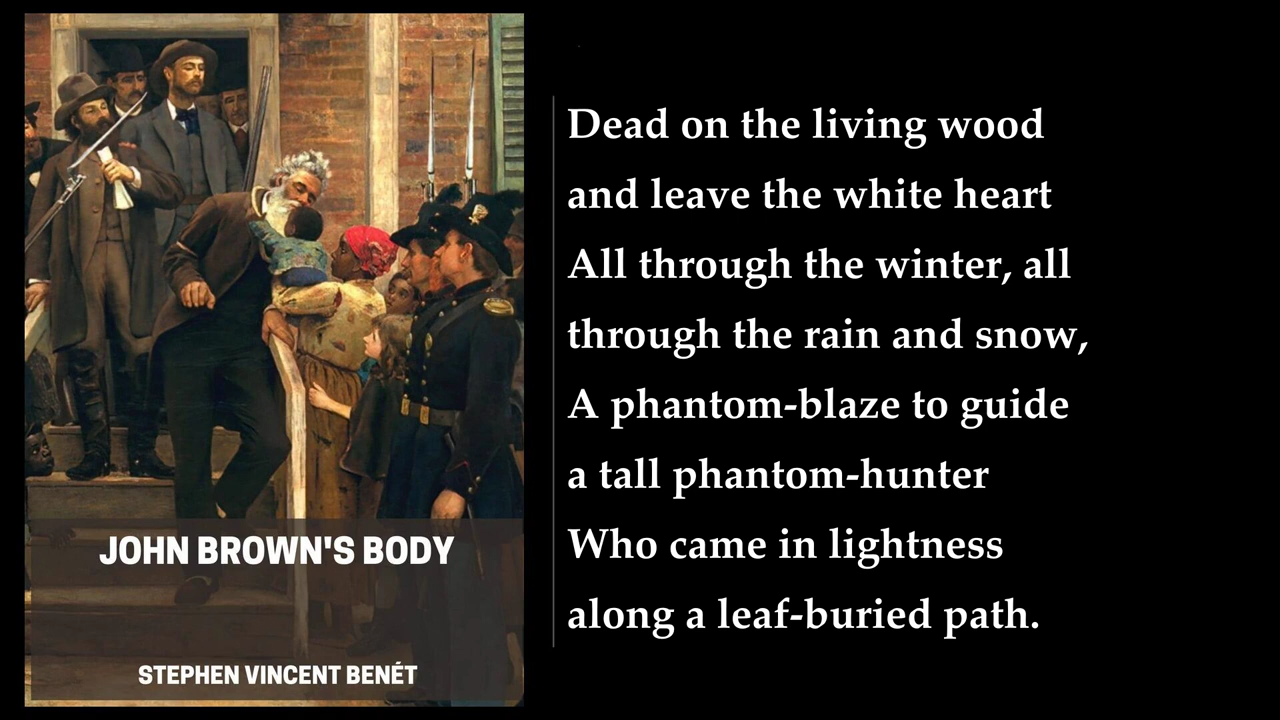 JOHN BROWN'S BODY
STEPHEN VINCENT BENÉT
Dead on the living wood
and leave the white heart
All through the winter, all
through the rain and snow,
A phantom-blaze to guide
a tall phantom-hunter
Who came in lightness
along a leaf-buried path.